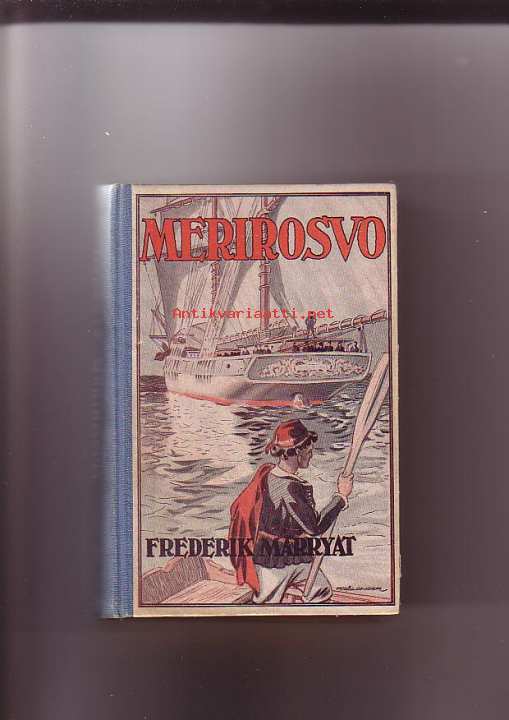 MERIROSVO
Antikvariaatti.net
FREDERIK MARRYAT